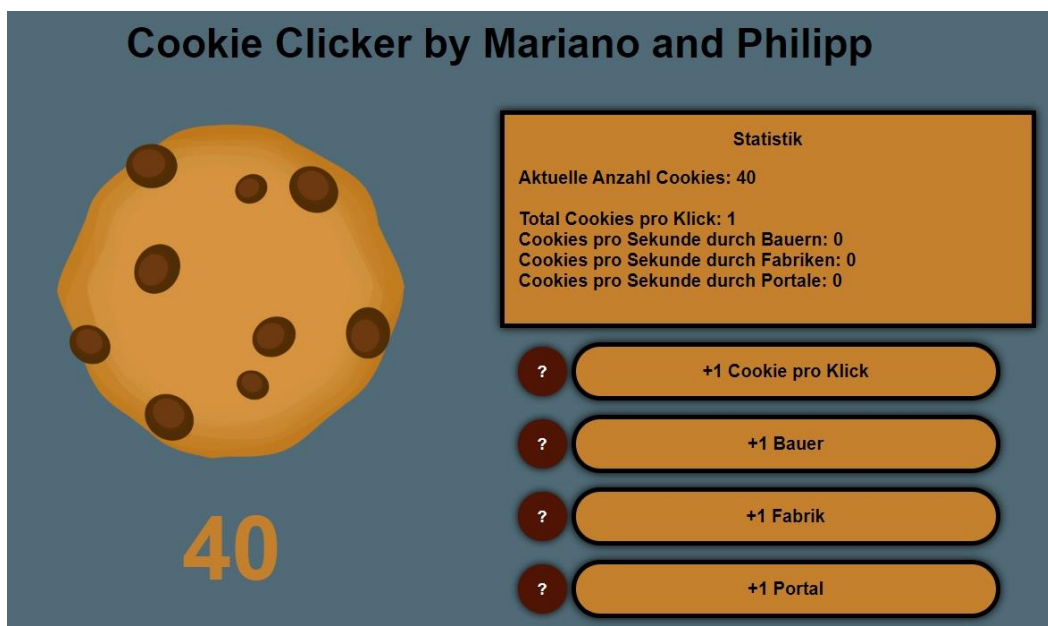 Cookie Clicker by Mariano and Philipp
Statistik
Aktuelle Anzahl Cookies: 40
Total Cookies pro Klick: 1
Cookies pro Sekunde durch Bauern: 0
Cookies pro Sekunde durch Fabriken: 0
Cookies pro Sekunde durch Portale: 0
? +1 Cookie pro Klick
? +1 Bauer
? +1 Fabrik
? +1 Portal
40